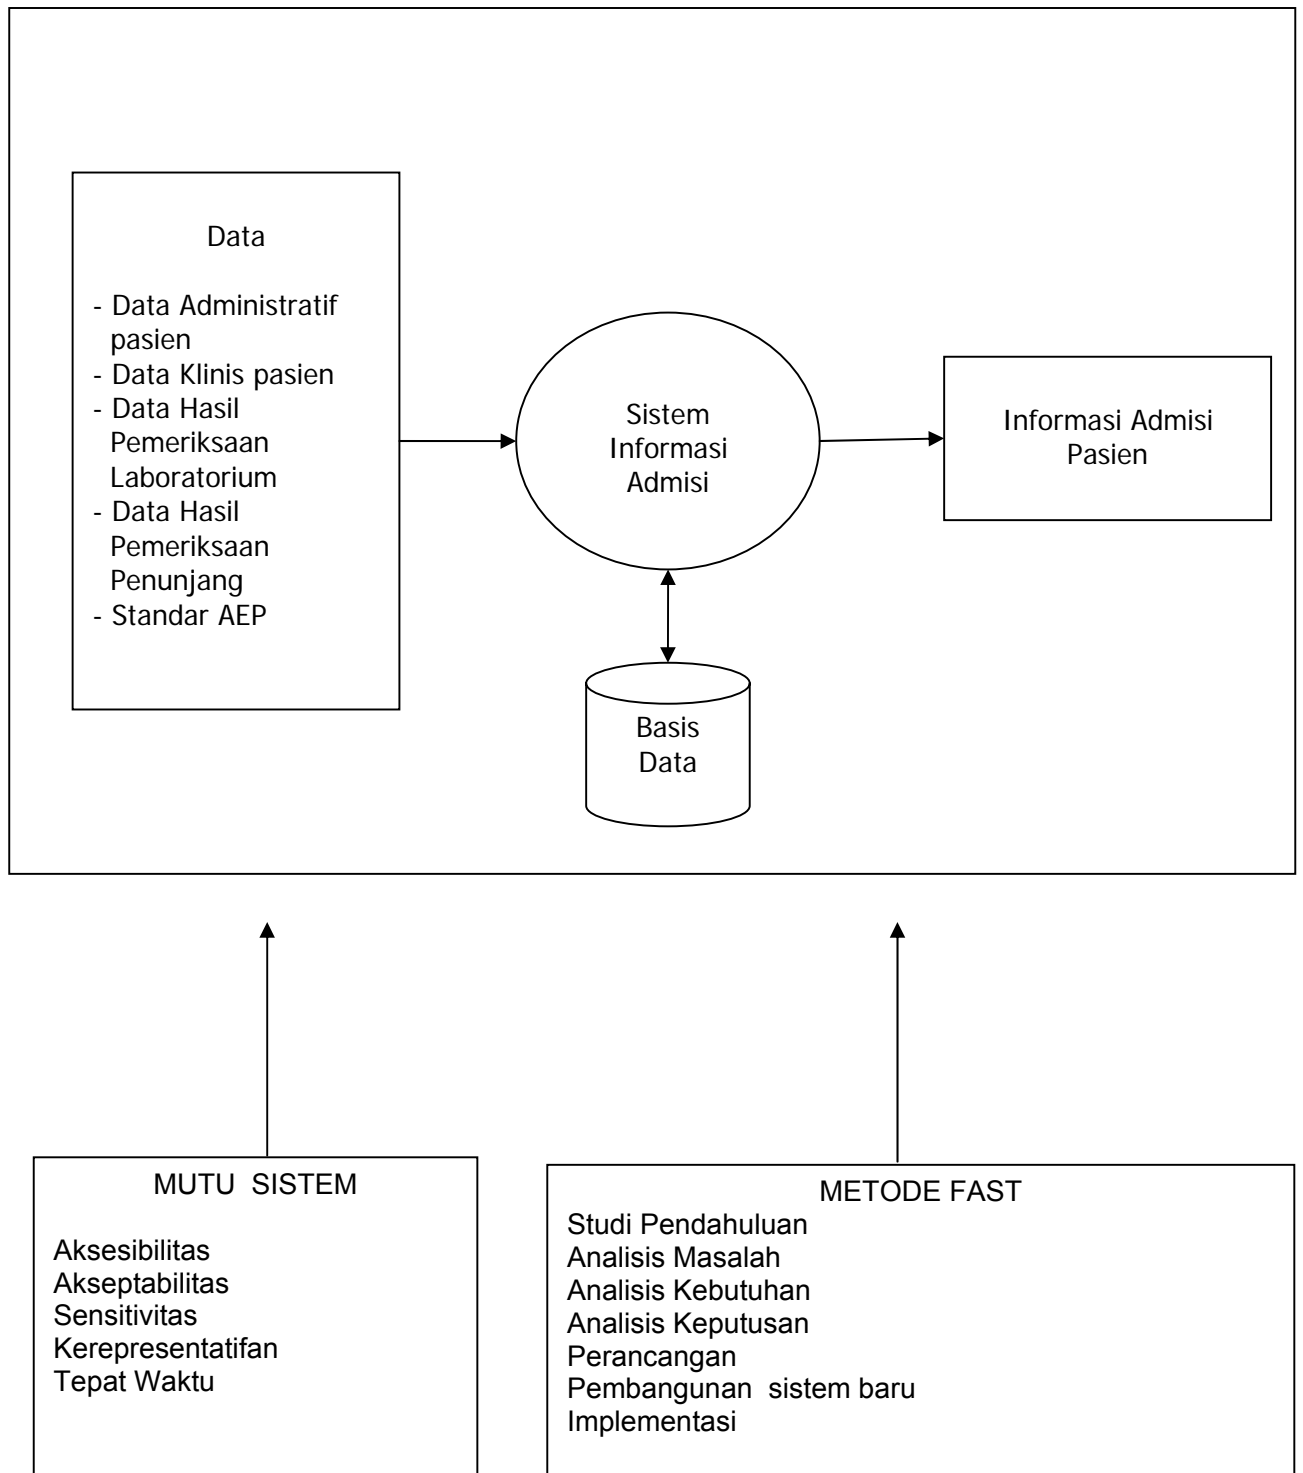 Data
- Data Administratif
pasien
- Data Klinis pasien
- Data Hasil
Pemeriksaan
Laboratorium
- Data Hasil
Pemeriksaan
Penunjang
- Standar AEP
Sistem
Informasi
Admisi
Informasi Admisi
Pasien
Basis
Data
MUTU SISTEM
Aksesibilitas
Akseptabilitas
Sensitivitas
Kerepresentatifan
Tepat Waktu
METODE FAST
Studi Pendahuluan
Analisis Masalah
Analisis Kebutuhan
Analisis Keputusan
Perancangan
Pembangunan sistem baru
Implementasi